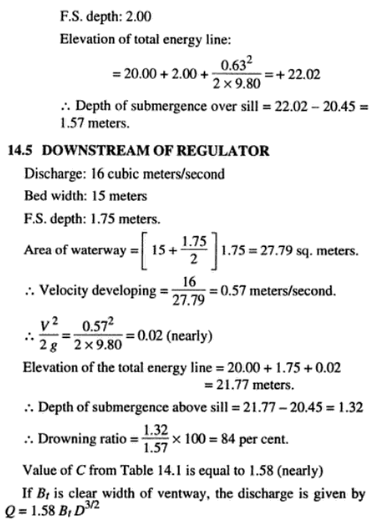 F.S. depth: 2.00
Elevation of total energy line:
= 20.00 + 2.00 + 0.63² / (2 × 9.80) = + 22.02
∴ Depth of submergence over sill = 22.02 – 20.45 =
1.57 meters.
14.5 DOWNSTREAM OF REGULATOR
Discharge: 16 cubic meters/second
Bed width: 15 meters
F.S. depth: 1.75 meters.
Area of waterway = [ 15 + 1.75 / 2 ] 1.75 = 27.79 sq. meters.
∴ Velocity developing = 16 / 27.79 = 0.57 meters/second.
∴ V² / 2 g = 0.57² / (2 × 9.80) = 0.02 (nearly)
Elevation of the total energy line = 20.00 + 1.75 + 0.02
= 21.77 meters.
∴ Depth of submergence above sill = 21.77 – 20.45 = 1.32
∴ Drowning ratio = 1.32 / 1.57 × 100 = 84 per cent.
Value of C from Table 14.1 is equal to 1.58 (nearly)
If Bₜ is clear width of ventway, the discharge is given by
Q = 1.58 Bₜ D^3/2